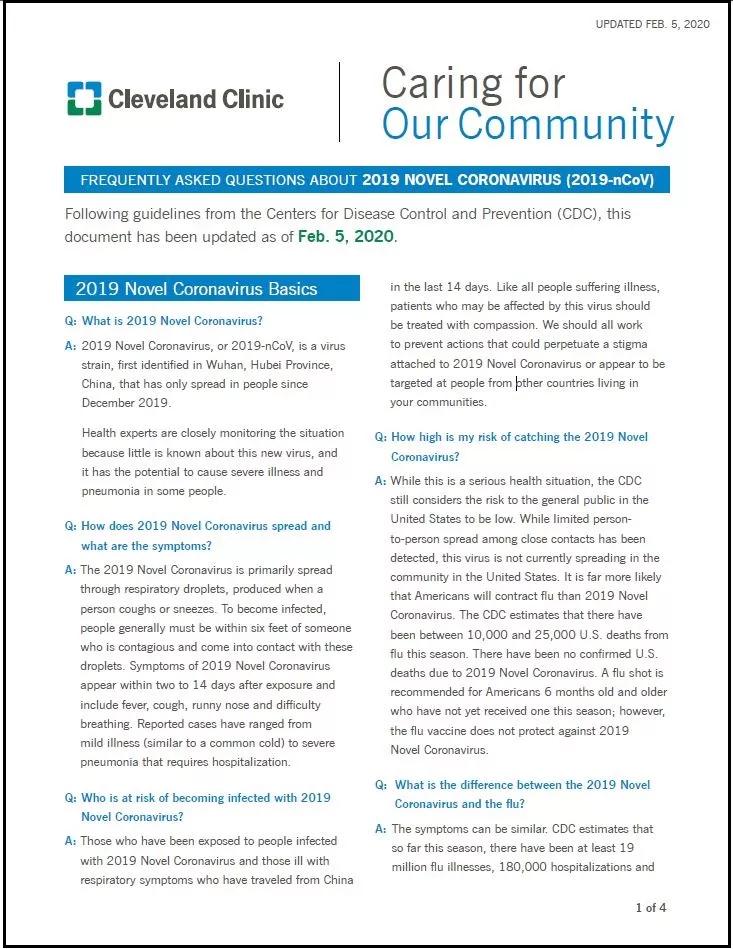 UPDATED FEB. 5, 2020
Cleveland Clinic
Caring for
Our Community
FREQUENTLY ASKED QUESTIONS ABOUT 2019 NOVEL CORONAVIRUS (2019-nCoV)
Following guidelines from the Centers for Disease Control and Prevention (CDC), this
document has been updated as of Feb. 5, 2020.
2019 Novel Coronavirus Basics
Q: What is 2019 Novel Coronavirus?
A: 2019 Novel Coronavirus, or 2019-nCoV, is a virus
strain, first identified in Wuhan, Hubei Province,
China, that has only spread in people since
December 2019.
Health experts are closely monitoring the situation
because little is known about this new virus, and
it has the potential to cause severe illness and
pneumonia in some people.
Q: How does 2019 Novel Coronavirus spread and
what are the symptoms?
A: The 2019 Novel Coronavirus is primarily spread
through respiratory droplets, produced when a
person coughs or sneezes. To become infected,
people generally must be within six feet of someone
who is contagious and come into contact with these
droplets. Symptoms of 2019 Novel Coronavirus
appear within two to 14 days after exposure and
include fever, cough, runny nose and difficulty
breathing. Reported cases have ranged from
mild illness (similar to a common cold) to severe
pneumonia that requires hospitalization.
Q: Who is at risk of becoming infected with 2019
Novel Coronavirus?
A: Those who have been exposed to people infected
with 2019 Novel Coronavirus and those ill with
respiratory symptoms who have traveled from China
in the last 14 days. Like all people suffering illness,
patients who may be affected by this virus should
be treated with compassion. We should all work
to prevent actions that could perpetuate a stigma
attached to 2019 Novel Coronavirus or appear to be
targeted at people from other countries living in
your communities.
Q: How high is my risk of catching the 2019 Novel
Coronavirus?
A: While this is a serious health situation, the CDC
still considers the risk to the general public in the
United States to be low. While limited person-
to-person spread among close contacts has been
detected, this virus is not currently spreading in the
community in the United States. It is far more likely
that Americans will contract flu than 2019 Novel
Coronavirus. The CDC estimates that there have
been between 10,000 and 25,000 U.S. deaths from
flu this season. There have been no confirmed U.S.
deaths due to 2019 Novel Coronavirus. A flu shot is
recommended for Americans 6 months old and older
who have not yet received one this season; however,
the flu vaccine does not protect against 2019
Novel Coronavirus.
Q: What is the difference between the 2019 Novel
Coronavirus and the flu?
A: The symptoms can be similar. CDC estimates that
so far this season, there have been at least 19
million flu illnesses, 180,000 hospitalizations and
1 of 4